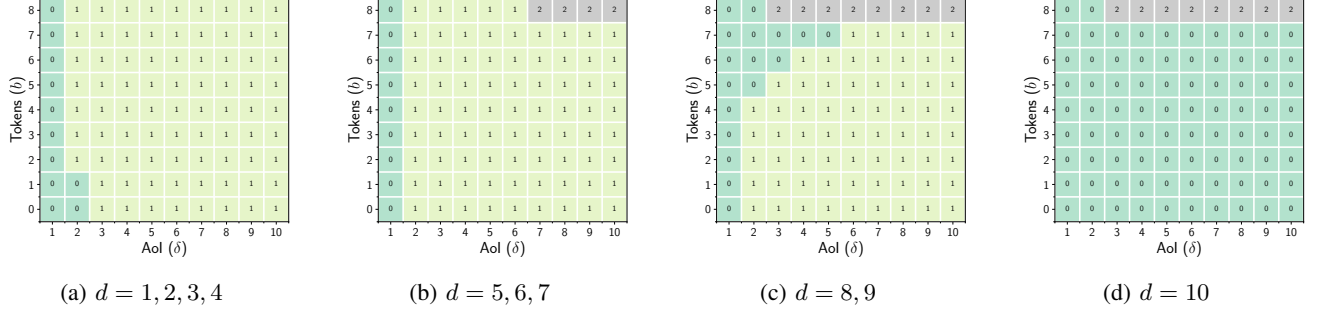 Tokens (b)
8 0 1 1 1 1 1 1 1 1 1
7 0 1 1 1 1 1 1 1 1 1
6 0 1 1 1 1 1 1 1 1 1
5 0 1 1 1 1 1 1 1 1 1
4 0 1 1 1 1 1 1 1 1 1
3 0 1 1 1 1 1 1 1 1 1
2 0 1 1 1 1 1 1 1 1 1
1 0 0 1 1 1 1 1 1 1 1
0 0 0 1 1 1 1 1 1 1 1
1 2 3 4 5 6 7 8 9 10
AoI (δ)
(a) d = 1, 2, 3, 4
Tokens (b)
8 0 1 1 1 1 1 2 2 2 2
7 0 1 1 1 1 1 1 1 1 1
6 0 1 1 1 1 1 1 1 1 1
5 0 1 1 1 1 1 1 1 1 1
4 0 1 1 1 1 1 1 1 1 1
3 0 1 1 1 1 1 1 1 1 1
2 0 1 1 1 1 1 1 1 1 1
1 0 1 1 1 1 1 1 1 1 1
0 0 1 1 1 1 1 1 1 1 1
1 2 3 4 5 6 7 8 9 10
AoI (δ)
(b) d = 5, 6, 7
Tokens (b)
8 0 0 2 2 2 2 2 2 2 2
7 0 0 0 0 0 1 1 1 1 1
6 0 0 0 1 1 1 1 1 1 1
5 0 0 1 1 1 1 1 1 1 1
4 0 1 1 1 1 1 1 1 1 1
3 0 1 1 1 1 1 1 1 1 1
2 0 1 1 1 1 1 1 1 1 1
1 0 1 1 1 1 1 1 1 1 1
0 0 1 1 1 1 1 1 1 1 1
1 2 3 4 5 6 7 8 9 10
AoI (δ)
(c) d = 8, 9
Tokens (b)
8 0 0 2 2 2 2 2 2 2 2
7 0 0 0 0 0 0 0 0 0 0
6 0 0 0 0 0 0 0 0 0 0
5 0 0 0 0 0 0 0 0 0 0
4 0 0 0 0 0 0 0 0 0 0
3 0 0 0 0 0 0 0 0 0 0
2 0 0 0 0 0 0 0 0 0 0
1 0 0 0 0 0 0 0 0 0 0
0 0 0 0 0 0 0 0 0 0 0
1 2 3 4 5 6 7 8 9 10
AoI (δ)
(d) d = 10